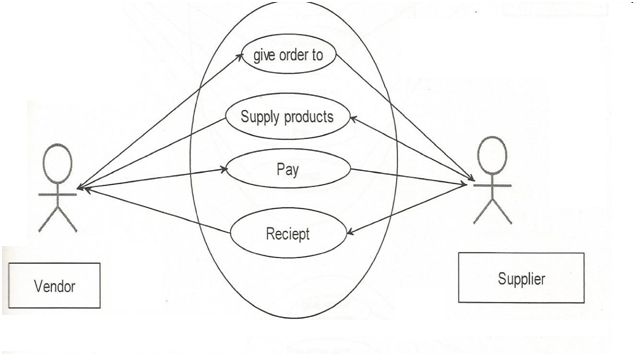 give order to
Supply products
Pay
Reciept
Vendor
Supplier